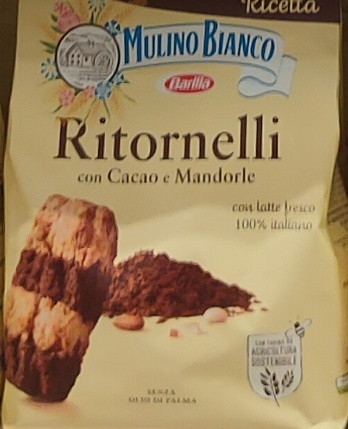 Ricetta
MULINO BIANCO
Barilla
Ritornelli
con Cacao e Mandorle
con latte fresco
100% italiano
AGRICOLTURA
SOSTENIBILE
SENZA
OLIO DI PALMA